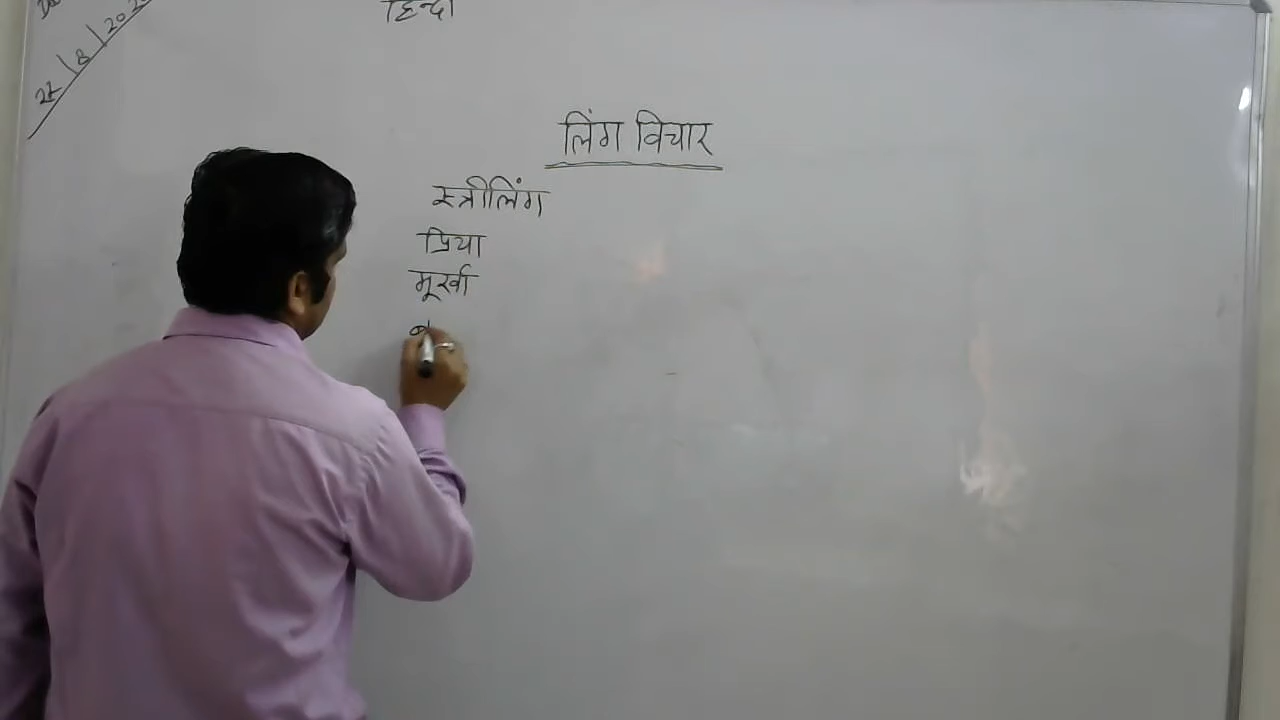 हिन्दी
लिंग विचार
स्त्रीलिंग
प्रिया
मूर्खा